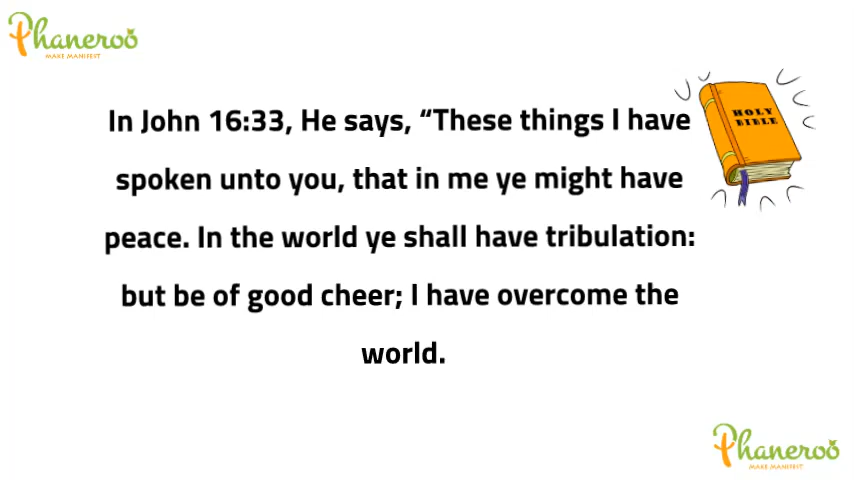 Phaneroo
MAKE MANIFEST
In John 16:33, He says, “These things I have
spoken unto you, that in me ye might have
peace. In the world ye shall have tribulation:
but be of good cheer; I have overcome the
world.
HOLY
BIBLE
Phaneroo
MAKE MANIFEST